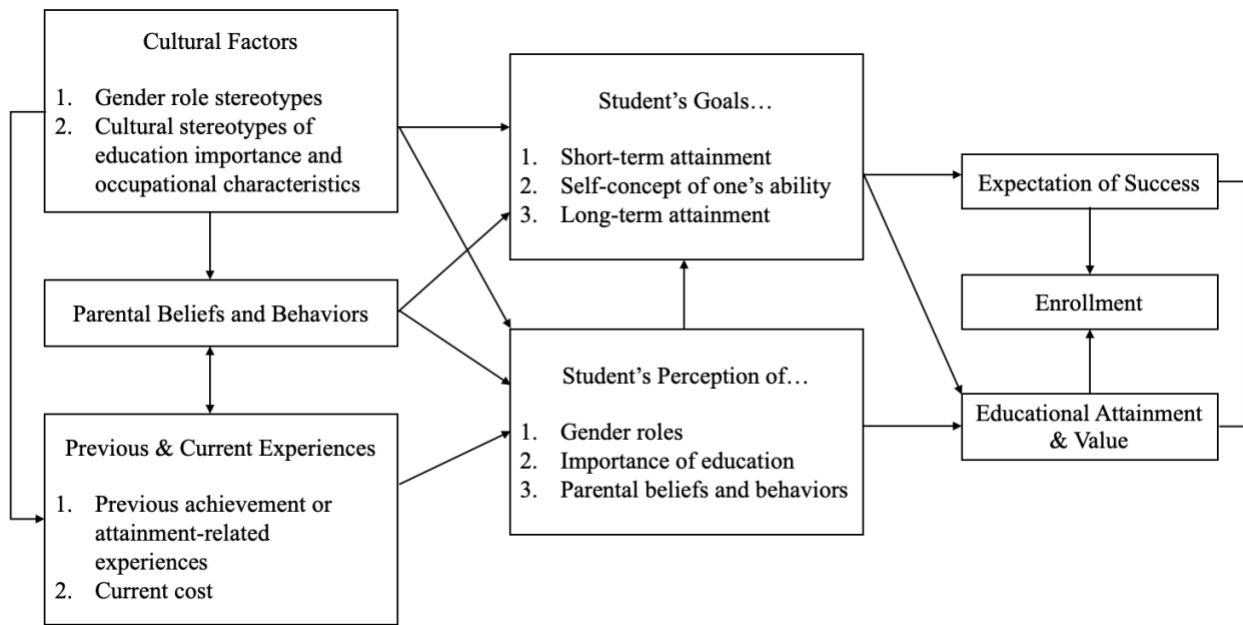 Cultural Factors
1. Gender role stereotypes
2. Cultural stereotypes of
education importance and
occupational characteristics
Parental Beliefs and Behaviors
Previous & Current Experiences
1. Previous achievement or
attainment-related
experiences
2. Current cost
Student’s Goals…
1. Short-term attainment
2. Self-concept of one’s ability
3. Long-term attainment
Student’s Perception of…
1. Gender roles
2. Importance of education
3. Parental beliefs and behaviors
Expectation of Success
Enrollment
Educational Attainment
& Value